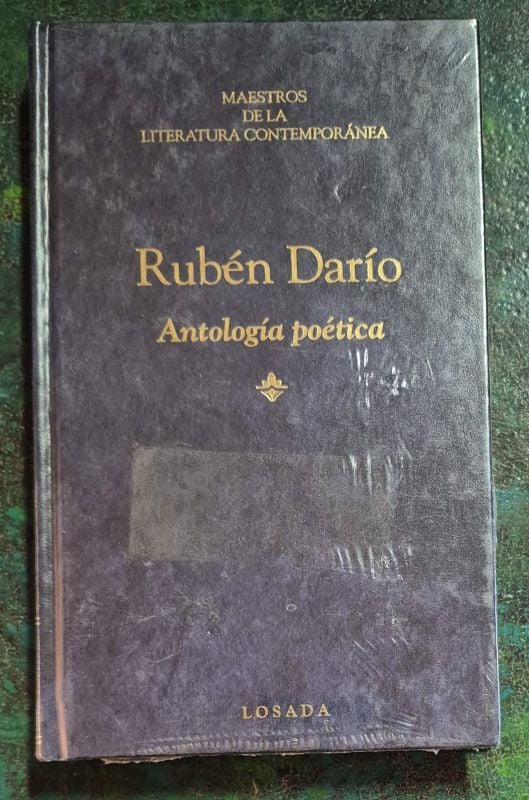 MAESTROS
DE LA
LITERATURA CONTEMPORÁNEA
Rubén Darío
Antología poética
LOSADA